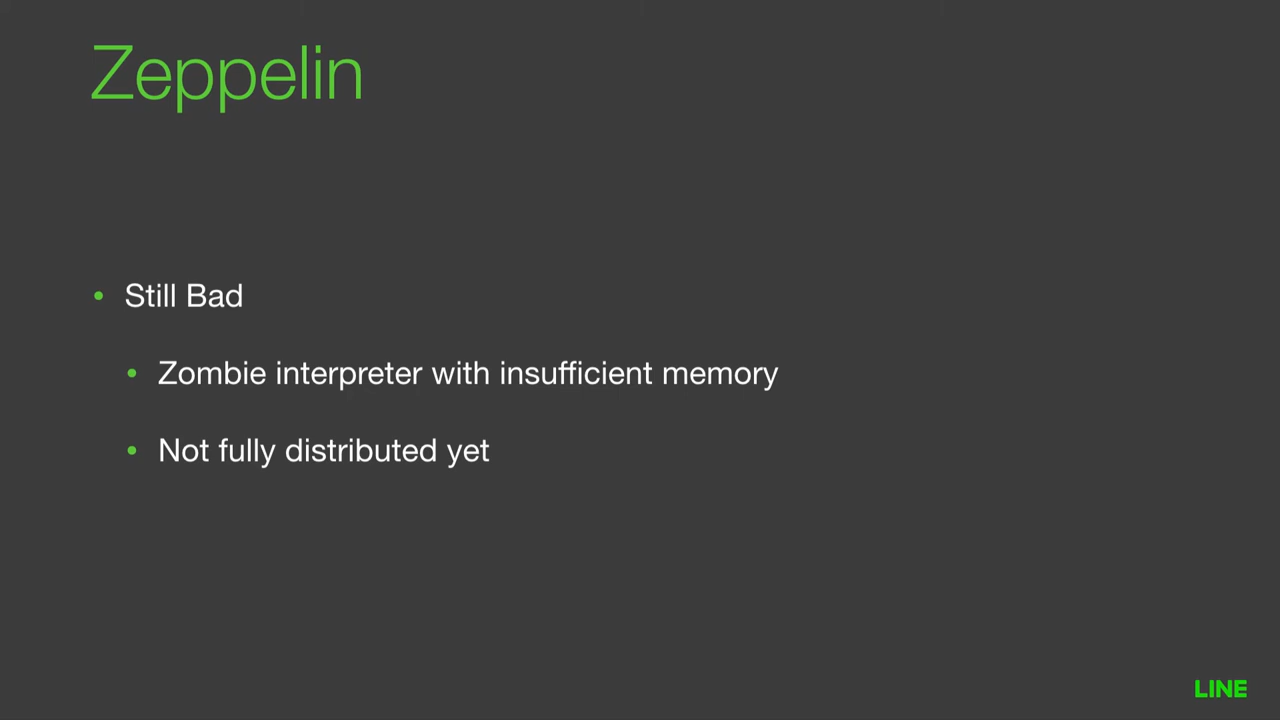 Zeppelin
• Still Bad
• Zombie interpreter with insufficient memory
• Not fully distributed yet
LINE